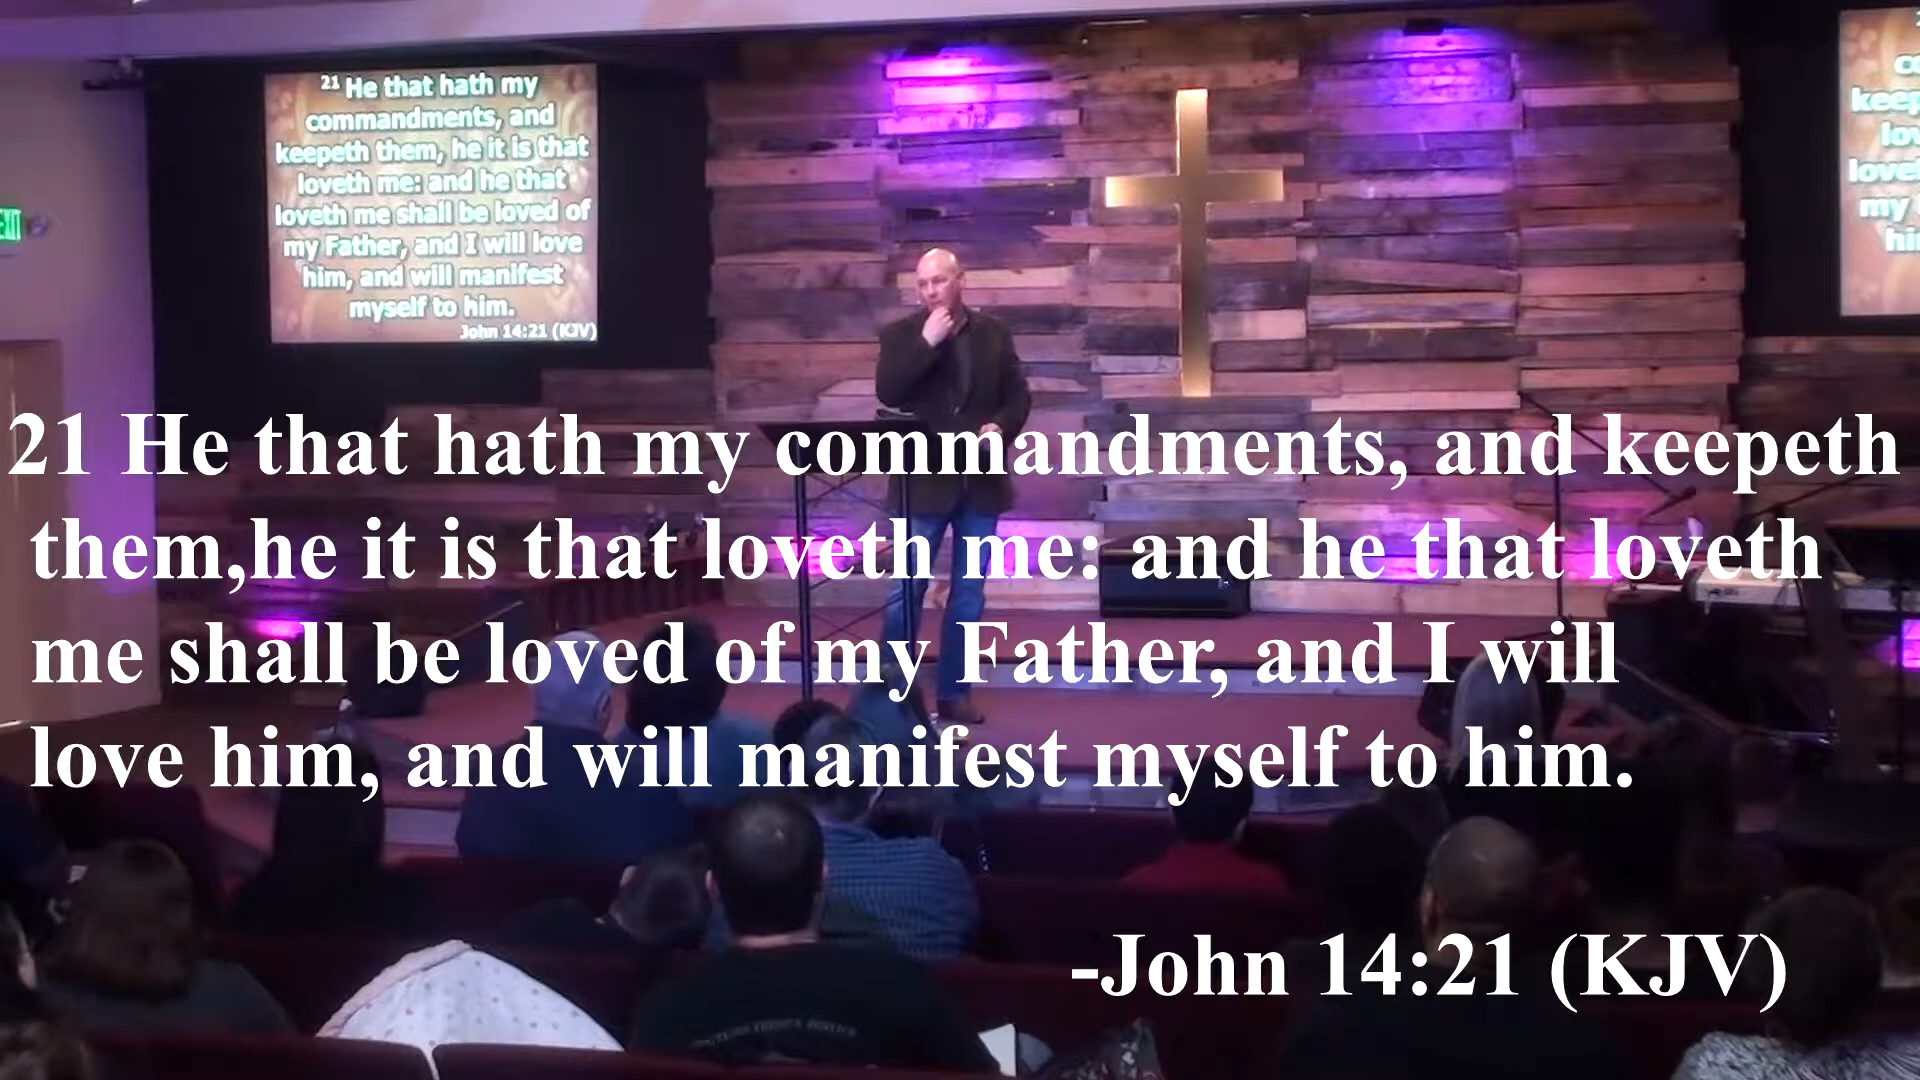 21 He that hath my
commandments, and
keepeth them, he it is that
loveth me: and he that
loveth me shall be loved of
my Father, and I will love
him, and will manifest
myself to him.
John 14:21 (KJV)
keep
lov
my
EXIT
21 He that hath my commandments, and keepeth
them,he it is that loveth me: and he that loveth
me shall be loved of my Father, and I will
love him, and will manifest myself to him.
-John 14:21 (KJV)